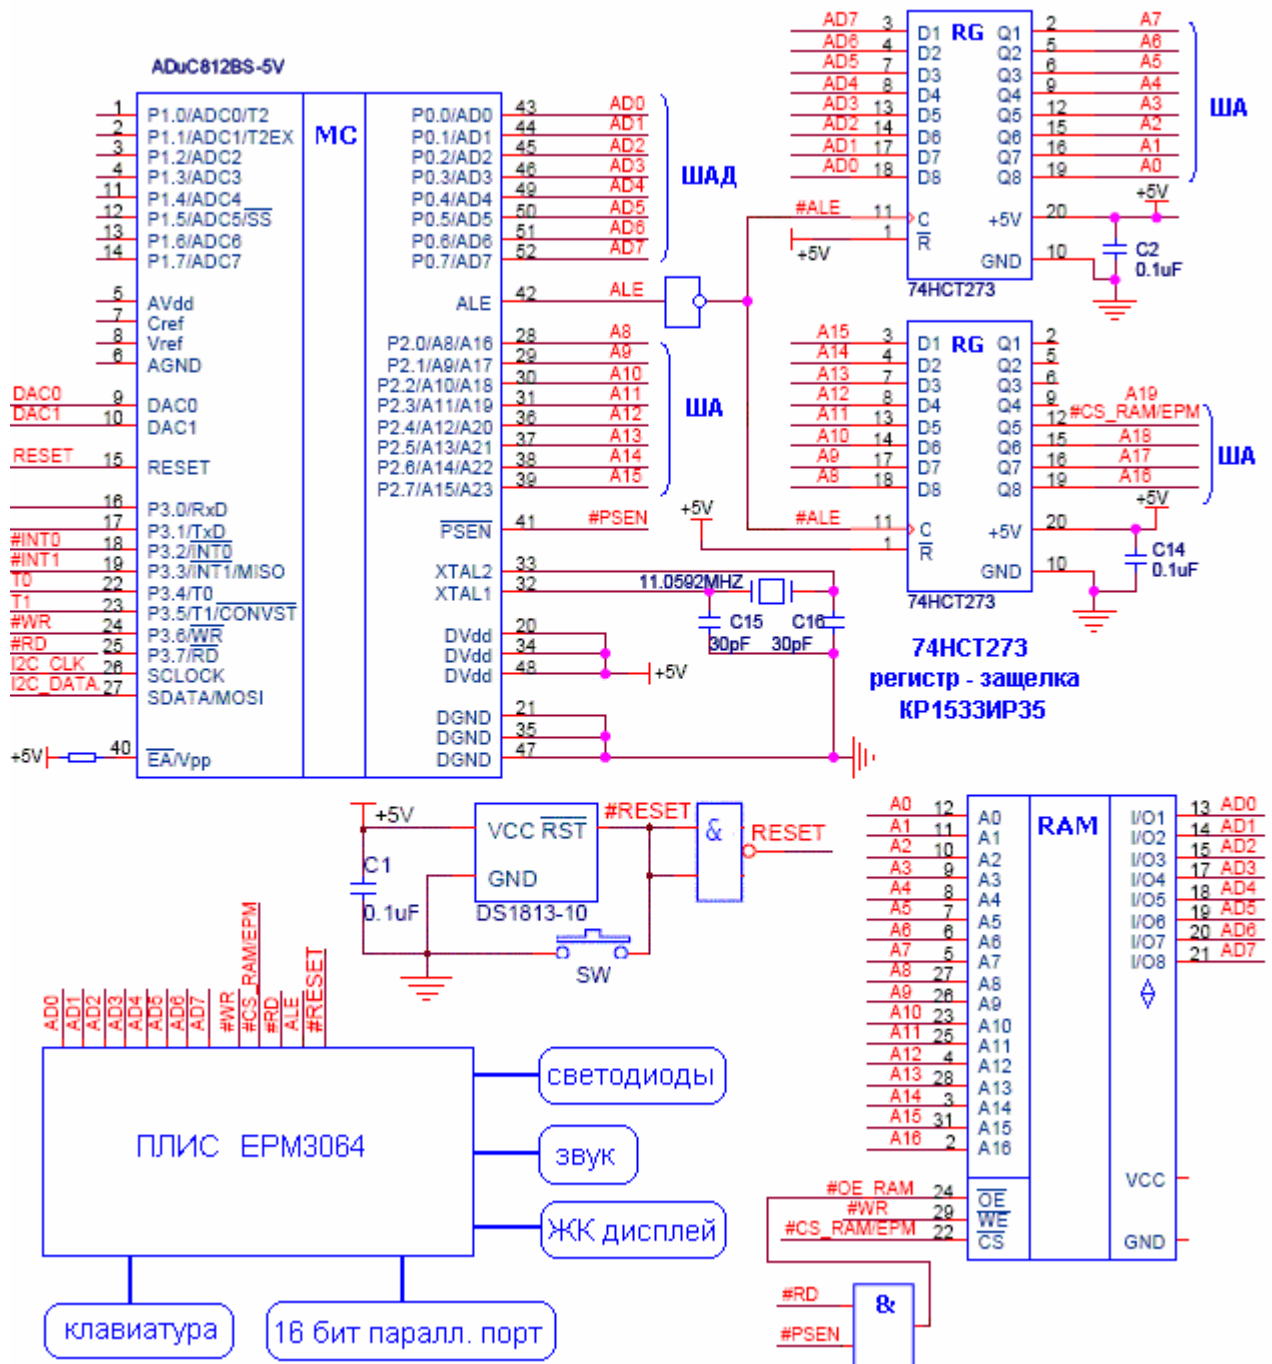 ADuC812BS-5V
MC
1 P1.0/ADC0/T2
2 P1.1/ADC1/T2EX
3 P1.2/ADC2
4 P1.3/ADC3
11 P1.4/ADC4
12 P1.5/ADC5/SS
13 P1.6/ADC6
14 P1.7/ADC7
5 AVdd
7 Cref
8 Vref
6 AGND
DAC0 9 DAC0
DAC1 10 DAC1
RESET 15 RESET
16 P3.0/RxD
17 P3.1/TxD
#INT0 18 P3.2/INT0
#INT1 19 P3.3/INT1/MISO
T0 22 P3.4/T0
T1 23 P3.5/T1/CONVST
#WR 24 P3.6/WR
#RD 25 P3.7/RD
I2C_CLK 26 SCLOCK
I2C_DATA 27 SDATA/MOSI
+5V 40 EA/Vpp
P0.0/AD0 43 AD0
P0.1/AD1 44 AD1
P0.2/AD2 45 AD2
P0.3/AD3 46 AD3
P0.4/AD4 49 AD4
P0.5/AD5 50 AD5
P0.6/AD6 51 AD6
P0.7/AD7 52 AD7
ШАД
ALE 42 ALE
P2.0/A8/A16 28 A8
P2.1/A9/A17 29 A9
P2.2/A10/A18 30 A10
P2.3/A11/A19 31 A11
P2.4/A12/A20 36 A12
P2.5/A13/A21 37 A13
P2.6/A14/A22 38 A14
P2.7/A15/A23 39 A15
ША
PSEN 41 #PSEN
XTAL2 33
XTAL1 32
11.0592MHZ
C15 30pF
C16 30pF
DVdd 20
DVdd 34
DVdd 48
+5V
DGND 21
DGND 35
DGND 47
RG
AD7 3 D1 Q1 2 A7
AD6 4 D2 Q2 5 A6
AD5 7 D3 Q3 6 A5
AD4 8 D4 Q4 9 A4
AD3 13 D5 Q5 12 A3
AD2 14 D6 Q6 15 A2
AD1 17 D7 Q7 16 A1
AD0 18 D8 Q8 19 A0
ША
#ALE 11 C +5V 20 +5V
+5V 1 R
GND 10
C2
0.1uF
74HCT273
RG
A15 3 D1 Q1 2
A14 4 D2 Q2 5
A13 7 D3 Q3 6
A12 8 D4 Q4 9 A19
A11 13 D5 Q5 12 #CS_RAM/EPM
A10 14 D6 Q6 15 A18
A9 17 D7 Q7 16 A17
A8 18 D8 Q8 19 A16
ША
+5V #ALE 11 C +5V 20 +5V
1 R
GND 10
C14
0.1uF
74HCT273
74HCT273
регистр - защелка
КР1533ИР35
+5V
C1
0.1uF
VCC RST
GND
DS1813-10
#RESET
&
RESET
SW
AD0
AD1
AD2
AD3
AD4
AD5
AD6
AD7
#WR
#CS_RAM/EPM
#RD
ALE
#RESET
ПЛИС EPM3064
светодиоды
звук
ЖК дисплей
клавиатура
16 бит паралл. порт
RAM
A0 12 A0
A1 11 A1
A2 10 A2
A3 9 A3
A4 8 A4
A5 7 A5
A6 6 A6
A7 5 A7
A8 27 A8
A9 26 A9
A10 23 A10
A11 25 A11
A12 4 A12
A13 28 A13
A14 3 A14
A15 31 A15
A16 2 A16
I/O1 13 AD0
I/O2 14 AD1
I/O3 15 AD2
I/O4 17 AD3
I/O5 18 AD4
I/O6 19 AD5
I/O7 20 AD6
I/O8 21 AD7
VCC
GND
#OE_RAM 24 OE
#WR 29 WE
#CS_RAM/EPM 22 CS
#RD
#PSEN
&